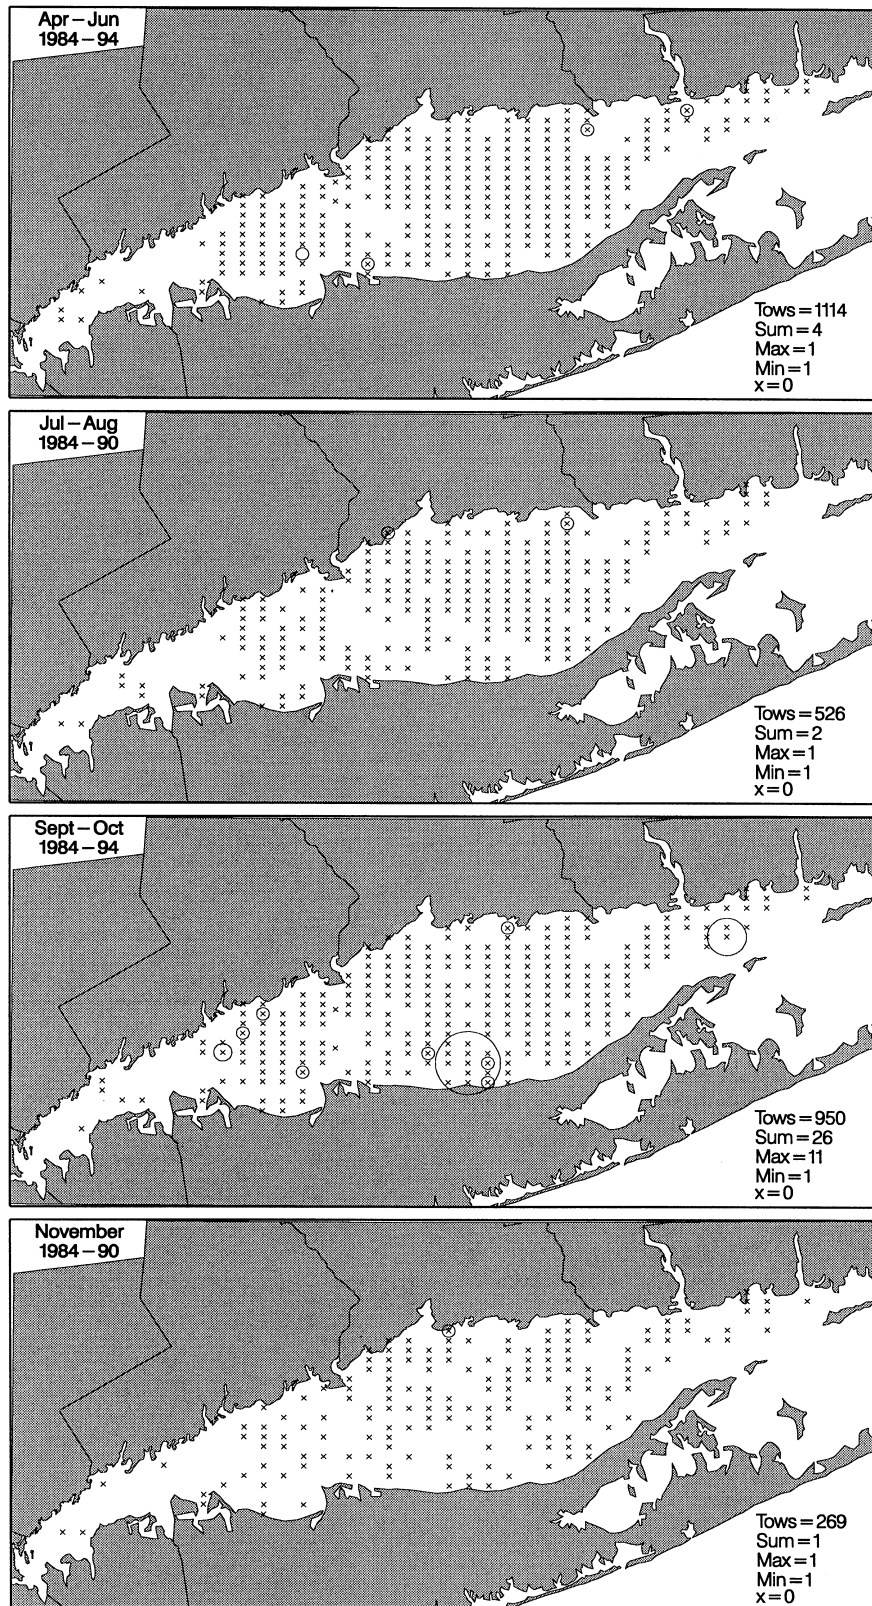 Apr – Jun
1984 – 94
Tows = 1114
Sum = 4
Max = 1
Min = 1
x = 0
Jul – Aug
1984 – 90
Tows = 526
Sum = 2
Max = 1
Min = 1
x = 0
Sept – Oct
1984 – 94
Tows = 950
Sum = 26
Max = 11
Min = 1
x = 0
November
1984 – 90
Tows = 269
Sum = 1
Max = 1
Min = 1
x = 0